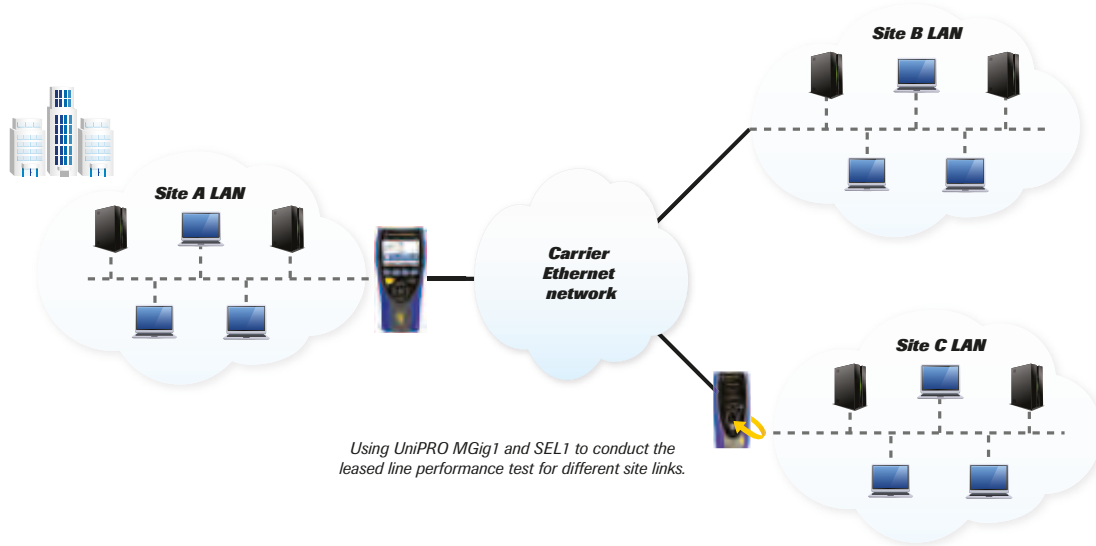 Site B LAN
Site A LAN
Carrier
Ethernet
network
Site C LAN
Using UniPRO MGig1 and SEL1 to conduct the
leased line performance test for different site links.